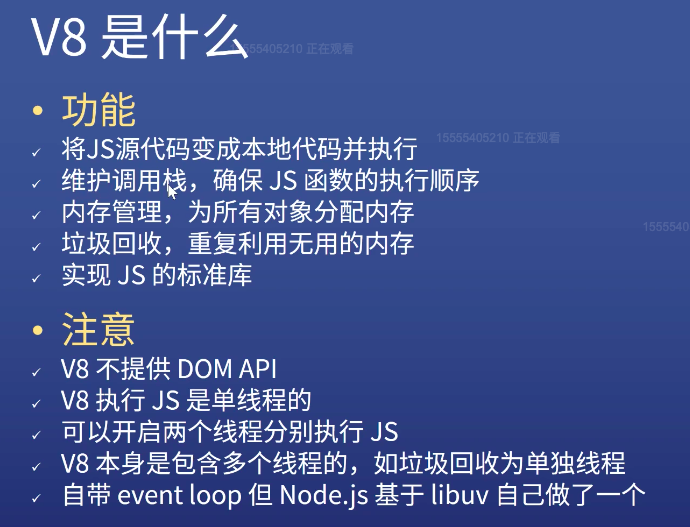 V8 是什么
15555405210 正在观看
• 功能
15555405210 正在观看
✓ 将JS源代码变成本地代码并执行
✓ 维护调用栈，确保 JS 函数的执行顺序
✓ 内存管理，为所有对象分配内存
1555540
✓ 垃圾回收，重复利用无用的内存
✓ 实现 JS 的标准库
• 注意
✓ V8 不提供 DOM API
✓ V8 执行 JS 是单线程的
✓ 可以开启两个线程分别执行 JS
✓ V8 本身是包含多个线程的，如垃圾回收为单独线程
✓ 自带 event loop 但 Node.js 基于 libuv 自己做了一个